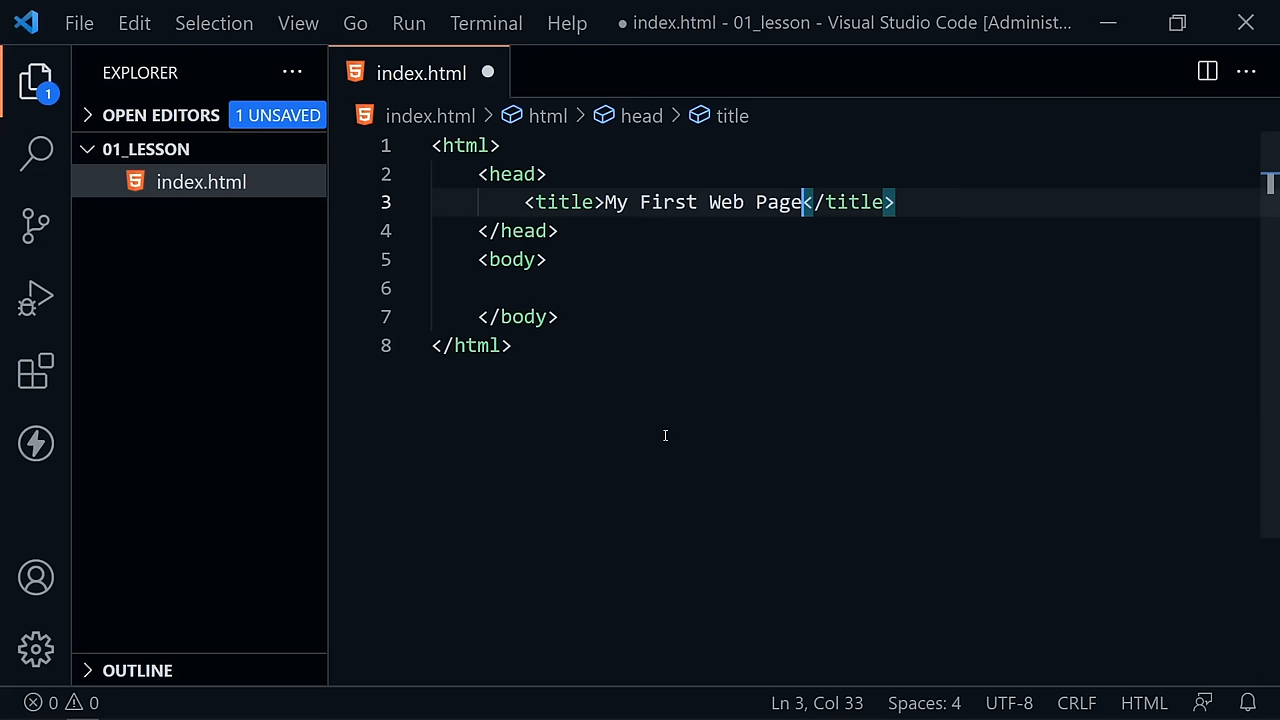 File Edit Selection View Go Run Terminal Help ● index.html - 01_lesson - Visual Studio Code [Administ...
EXPLORER ...
index.html
1
OPEN EDITORS 1 UNSAVED
index.html > html > head > title
01_LESSON
index.html
1 <html>
2 <head>
3 <title>My First Web Page</title>
4 </head>
5 <body>
6
7 </body>
8 </html>
OUTLINE
0 0 Ln 3, Col 33 Spaces: 4 UTF-8 CRLF HTML